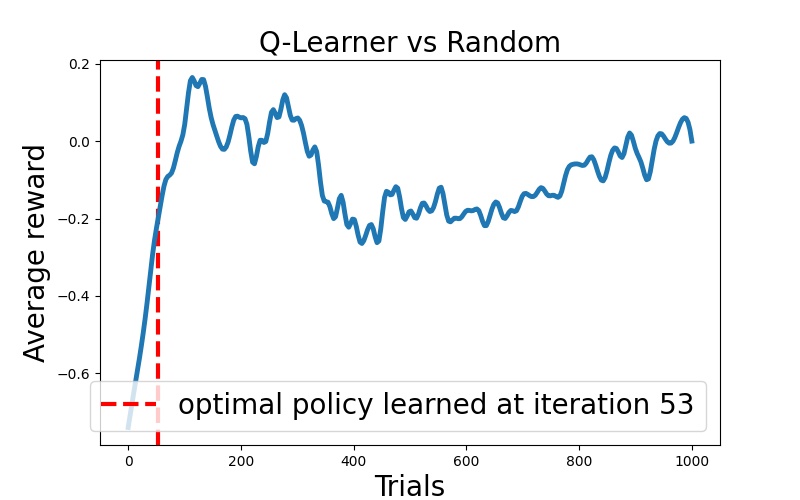 Q-Learner vs Random
Average reward
0.2
0.0
−0.2
−0.4
−0.6
optimal policy learned at iteration 53
0 200 400 600 800 1000
Trials